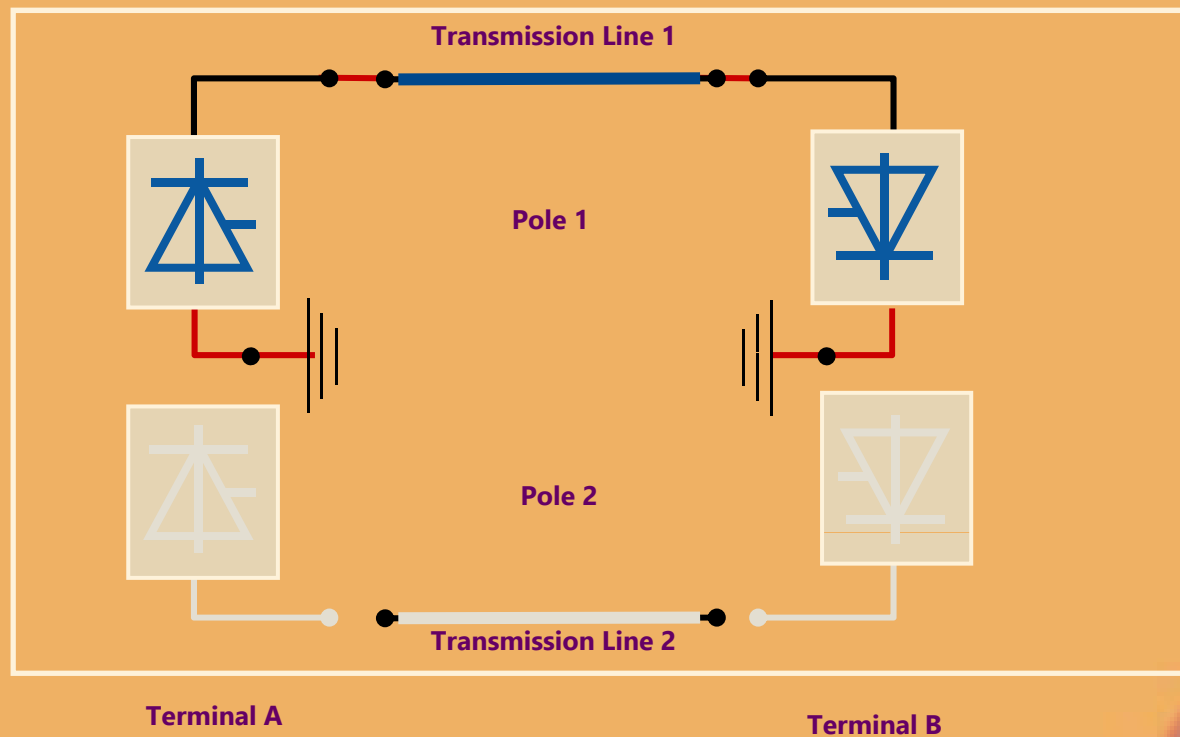 Transmission Line 1
Pole 1
Pole 2
Transmission Line 2
Terminal A
Terminal B